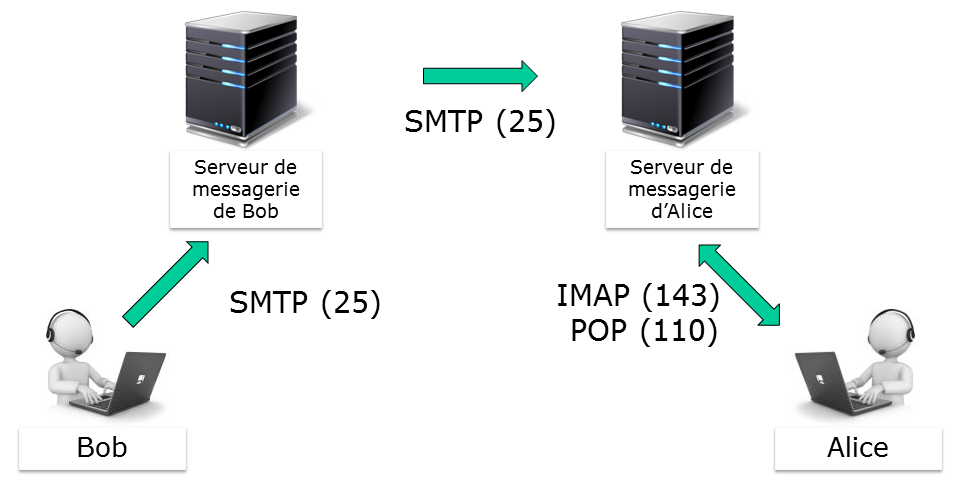 SMTP (25)
Serveur de
messagerie
de Bob
Serveur de
messagerie
d’Alice
SMTP (25)
IMAP (143)
POP (110)
Bob
Alice